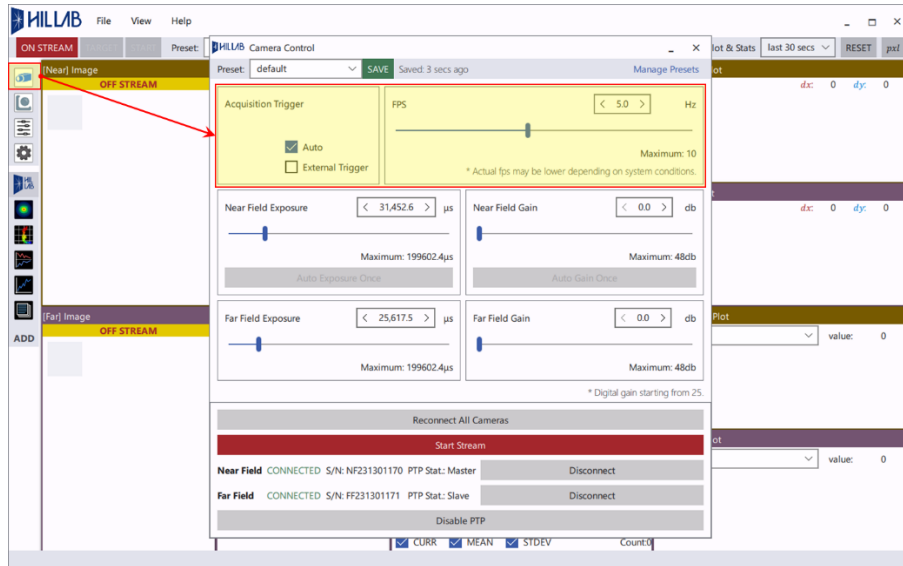 HILLAB File View Help
ON STREAM TARGET START Preset: lot & Stats last 30 secs RESET pxl
HILLAB Camera Control
Preset: default SAVE Saved: 3 secs ago Manage Presets
[Near] Image
OFF STREAM
ot
dx: 0 dy: 0
Acquisition Trigger
Auto
External Trigger
FPS 5.0 Hz
Maximum: 10
* Actual fps may be lower depending on system conditions.
Near Field Exposure 31,452.6 µs
Maximum: 199602.4µs
Auto Exposure Once
Near Field Gain 0.0 db
Maximum: 48db
Auto Gain Once
dx: 0 dy: 0
[Far] Image
OFF STREAM
ADD
Far Field Exposure 25,617.5 µs
Maximum: 199602.4µs
Far Field Gain 0.0 db
Maximum: 48db
* Digital gain starting from 25.
Plot
value: 0
Reconnect All Cameras
Start Stream
Near Field CONNECTED S/N: NF231301170 PTP Stat.: Master Disconnect
Far Field CONNECTED S/N: FF231301171 PTP Stat.: Slave Disconnect
Disable PTP
ot
value: 0
CURR MEAN STDEV Count:0